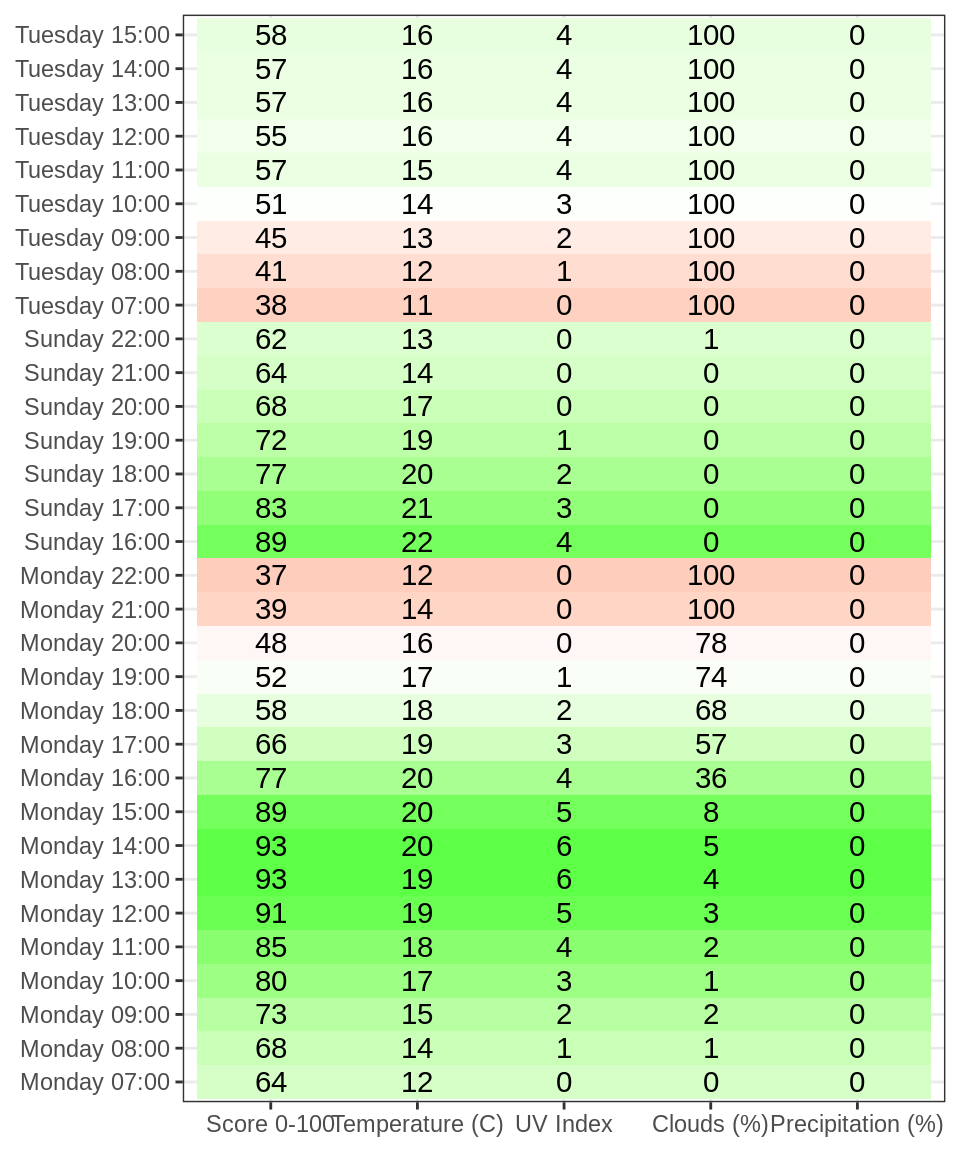 Tuesday 15:00 58 16 4 100 0
Tuesday 14:00 57 16 4 100 0
Tuesday 13:00 57 16 4 100 0
Tuesday 12:00 55 16 4 100 0
Tuesday 11:00 57 15 4 100 0
Tuesday 10:00 51 14 3 100 0
Tuesday 09:00 45 13 2 100 0
Tuesday 08:00 41 12 1 100 0
Tuesday 07:00 38 11 0 100 0
Sunday 22:00 62 13 0 1 0
Sunday 21:00 64 14 0 0 0
Sunday 20:00 68 17 0 0 0
Sunday 19:00 72 19 1 0 0
Sunday 18:00 77 20 2 0 0
Sunday 17:00 83 21 3 0 0
Sunday 16:00 89 22 4 0 0
Monday 22:00 37 12 0 100 0
Monday 21:00 39 14 0 100 0
Monday 20:00 48 16 0 78 0
Monday 19:00 52 17 1 74 0
Monday 18:00 58 18 2 68 0
Monday 17:00 66 19 3 57 0
Monday 16:00 77 20 4 36 0
Monday 15:00 89 20 5 8 0
Monday 14:00 93 20 6 5 0
Monday 13:00 93 19 6 4 0
Monday 12:00 91 19 5 3 0
Monday 11:00 85 18 4 2 0
Monday 10:00 80 17 3 1 0
Monday 09:00 73 15 2 2 0
Monday 08:00 68 14 1 1 0
Monday 07:00 64 12 0 0 0
Score 0-100 Temperature (C) UV Index Clouds (%) Precipitation (%)